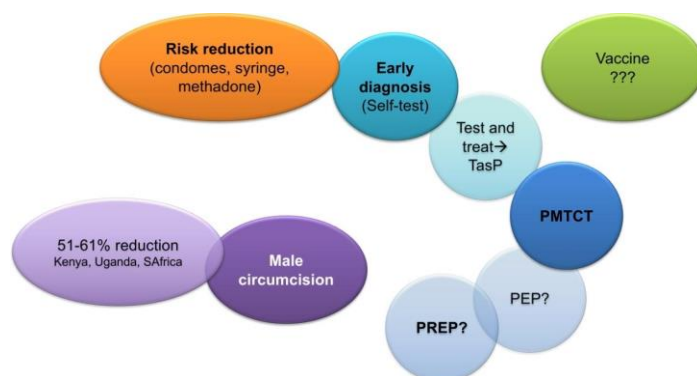 Risk reduction
(condomes, syringe,
methadone)
Early
diagnosis
(Self-test)
Vaccine
???
Test and
treat→
TasP
PMTCT
PEP?
PREP?
51-61% reduction
Kenya, Uganda, SAfrica
Male
circumcision